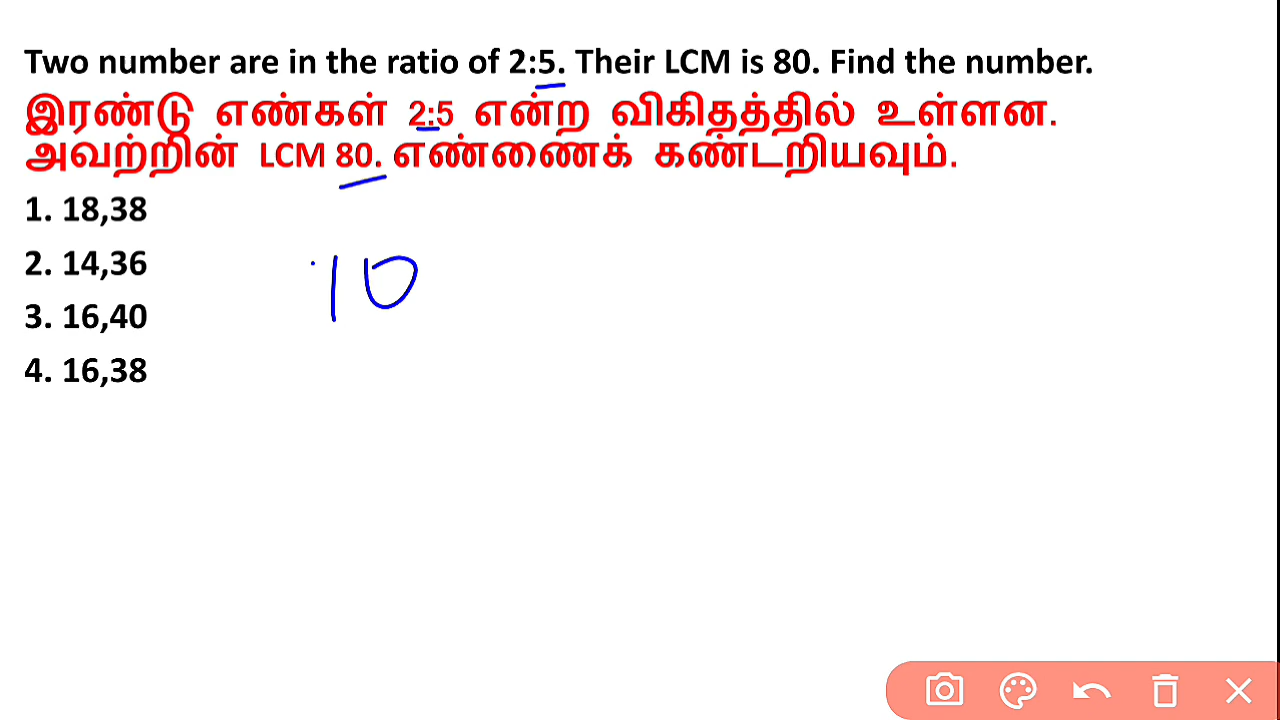 Two number are in the ratio of 2:5. Their LCM is 80. Find the number.
இரண்டு எண்கள் 2:5 என்ற விகிதத்தில் உள்ளன.
அவற்றின் LCM 80. எண்ணைக் கண்டறியவும்.
1. 18,38
2. 14,36
3. 16,40
4. 16,38
10